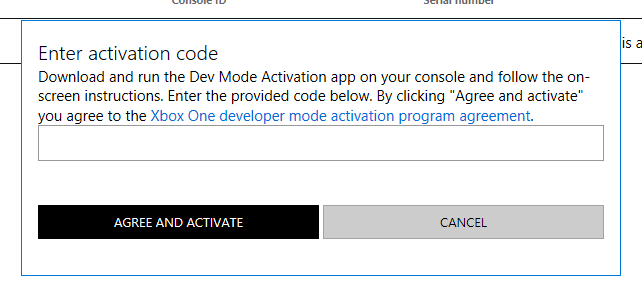 Console ID Serial number
is a
Enter activation code
Download and run the Dev Mode Activation app on your console and follow the on-
screen instructions. Enter the provided code below. By clicking "Agree and activate"
you agree to the Xbox One developer mode activation program agreement.
AGREE AND ACTIVATE CANCEL